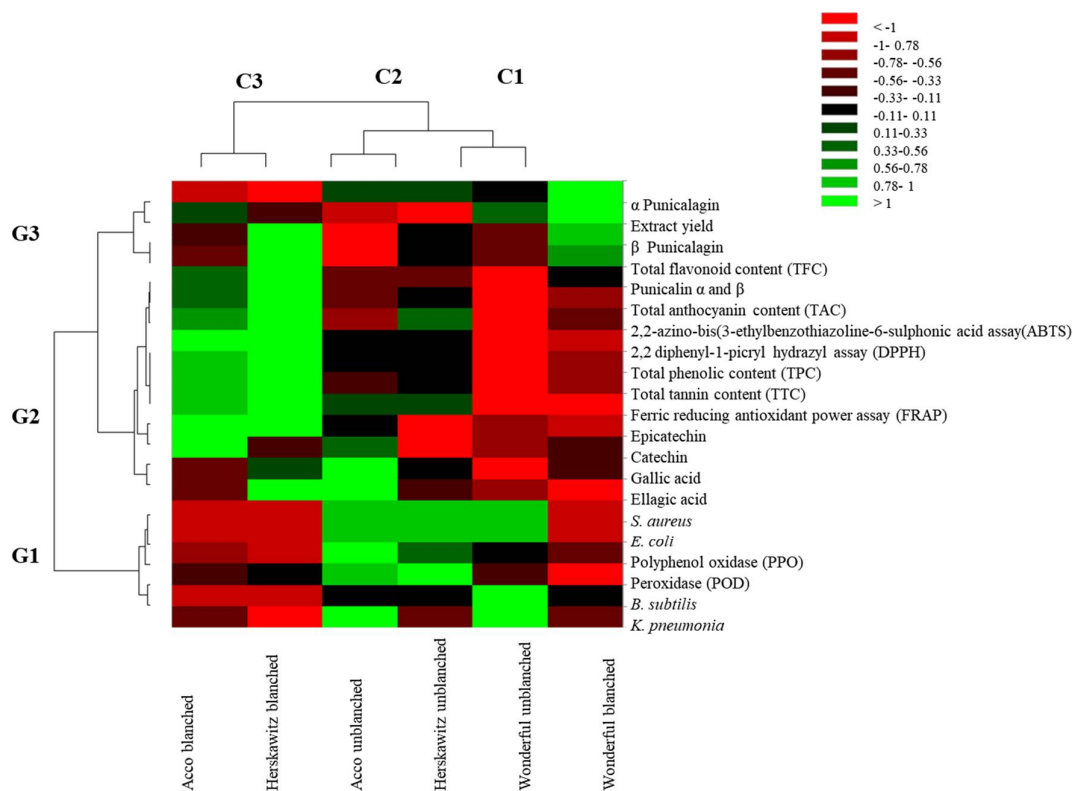 < -1
-1- 0.78
-0.78- -0.56
-0.56- -0.33
-0.33- -0.11
-0.11- 0.11
0.11-0.33
0.33-0.56
0.56-0.78
0.78- 1
> 1
C3
C2
C1
G3
G2
G1
α Punicalagin
Extract yield
β Punicalagin
Total flavonoid content (TFC)
Punicalin α and β
Total anthocyanin content (TAC)
2,2-azino-bis(3-ethylbenzothiazoline-6-sulphonic acid assay(ABTS)
2,2 diphenyl-1-picryl hydrazyl assay (DPPH)
Total phenolic content (TPC)
Total tannin content (TTC)
Ferric reducing antioxidant power assay (FRAP)
Epicatechin
Catechin
Gallic acid
Ellagic acid
S. aureus
E. coli
Polyphenol oxidase (PPO)
Peroxidase (POD)
B. subtilis
K. pneumonia
Acco blanched
Herskawitz blanched
Acco unblanched
Herskawitz unblanched
Wonderful unblanched
Wonderful blanched